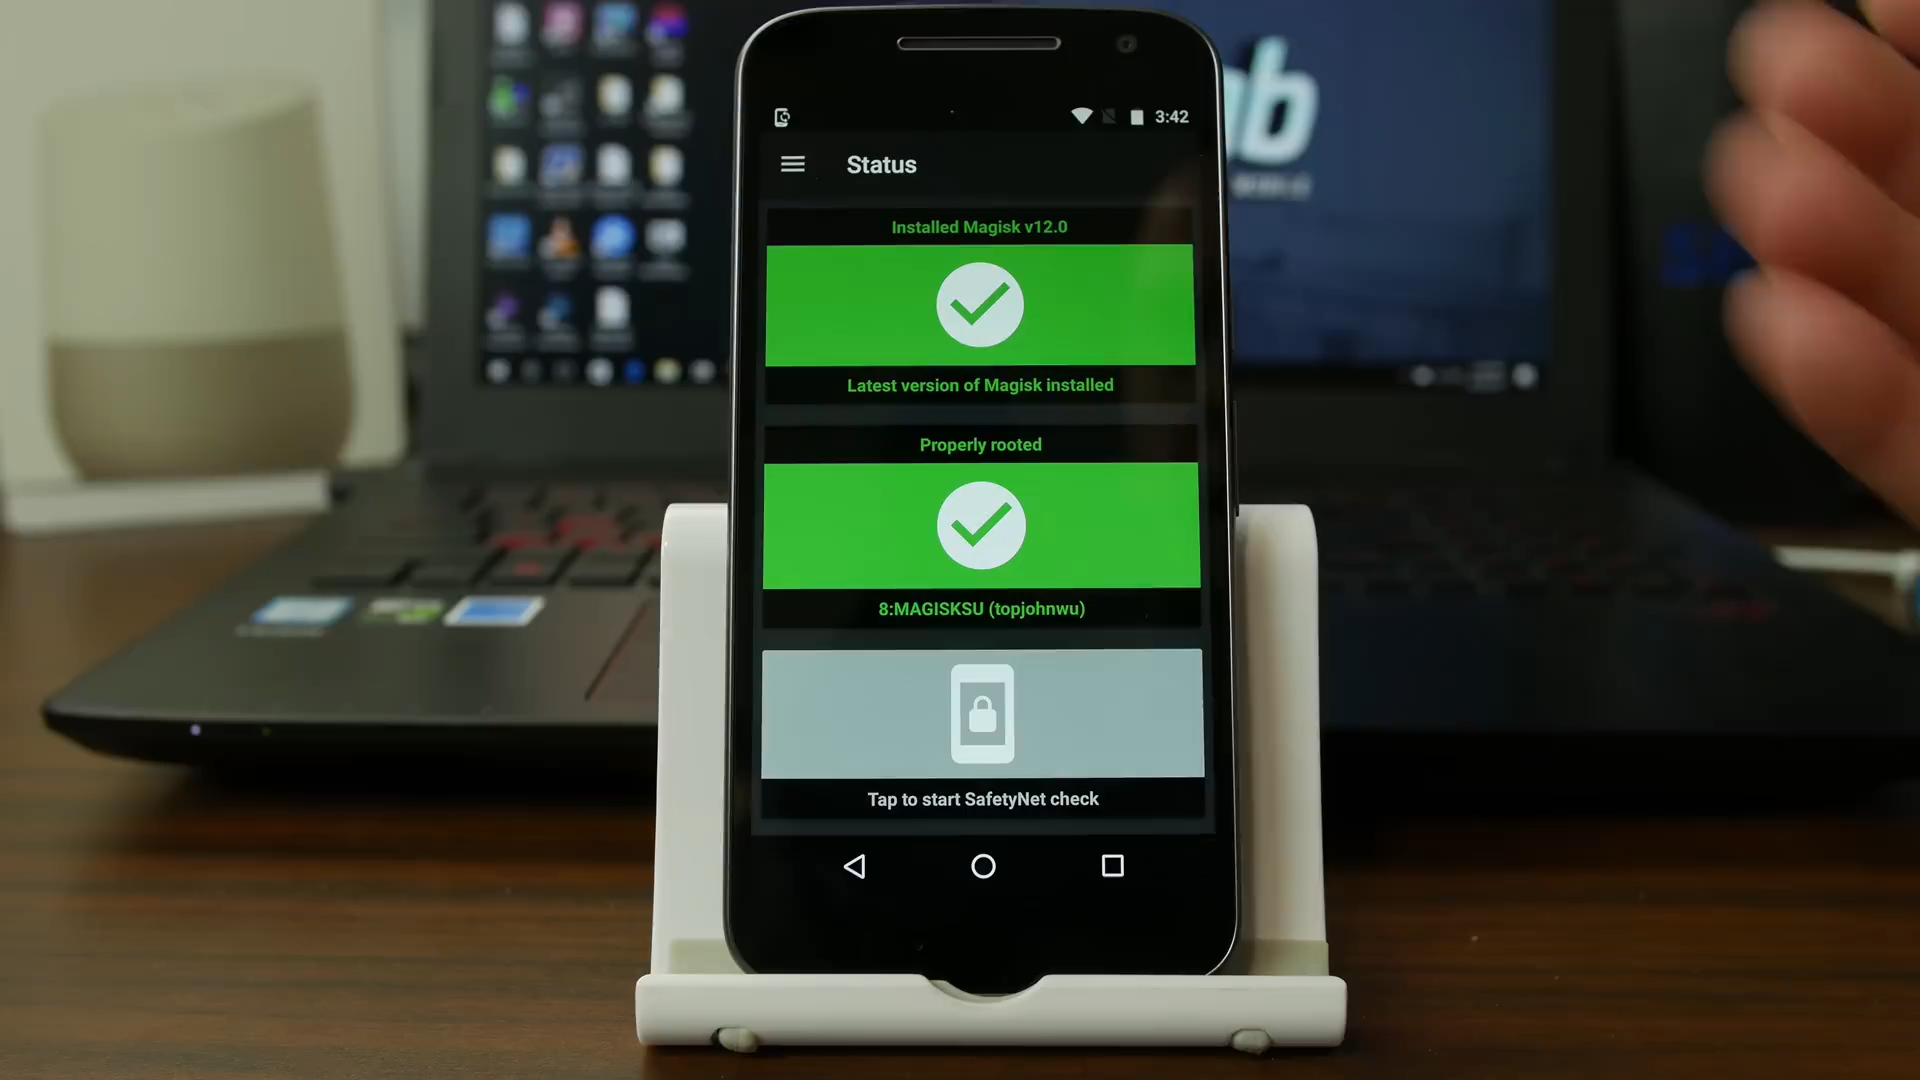 3:42
Status
Installed Magisk v12.0
Latest version of Magisk installed
Properly rooted
8:MAGISKSU (topjohnwu)
Tap to start SafetyNet check